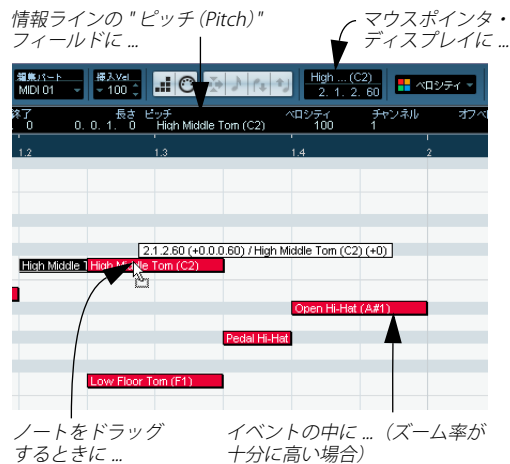 情報ラインの "ピッチ (Pitch)"
フィールドに ...
マウスポインタ・
ディスプレイに ...
編集パート 挿入Vel High ... (C2)
MIDI 01 100 2. 1. 2. 60 ベロシティ
終了 長さ ピッチ ベロシティ チャンネル オフベ
0 0. 0. 1. 0 High Middle Tom (C2) 100 1
1.2 1.3 1.4 2
2.1.2.60 (+0.0.0.60) / High Middle Tom (C2) (+0)
High Middle T High Middle Tom (C2)
Open Hi-Hat (A#1)
Pedal Hi-Hat
Low Floor Tom (F1)
ノートをドラッグ
するときに ...
イベントの中に ... （ズーム率が
十分に高い場合）